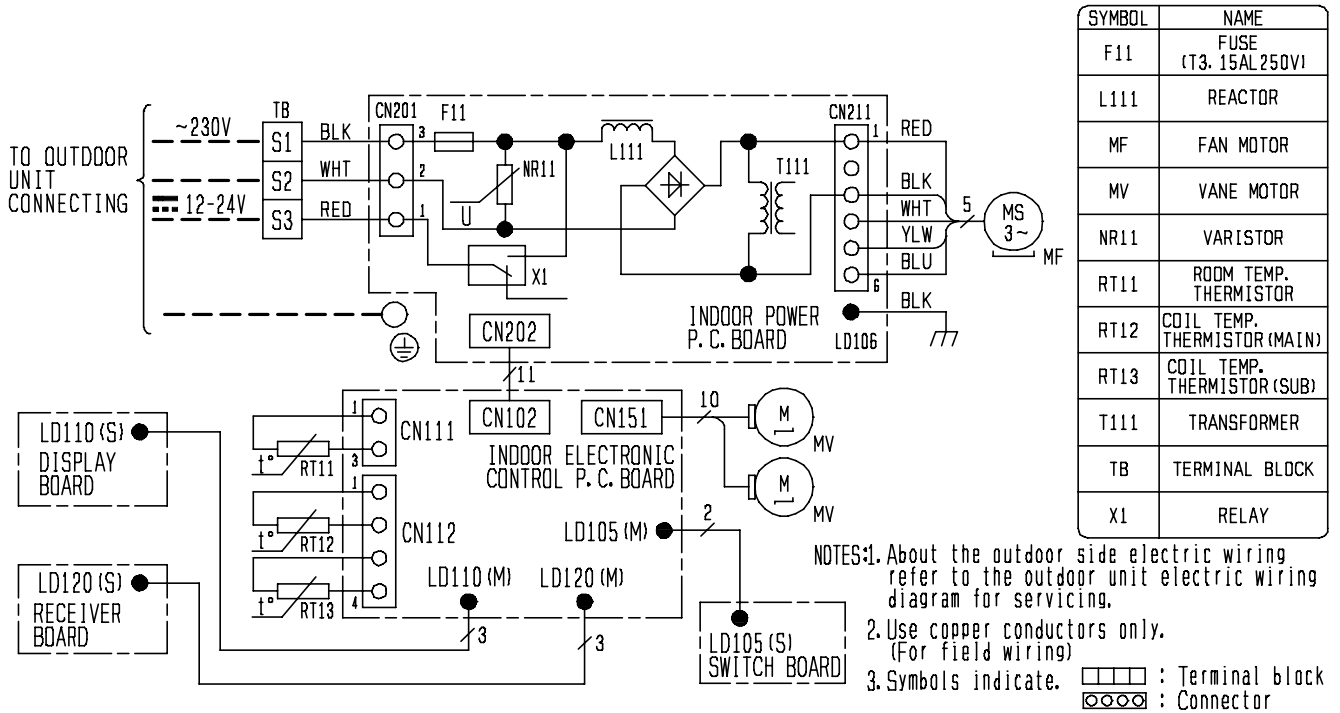 TO OUTDOOR
UNIT
CONNECTING
~230V
12-24V
TB
S1
S2
S3
BLK
WHT
RED
CN201
3
2
1
F11
NR11
U
L111
X1
T111
CN211
1
6
RED
BLK
WHT
YLW
BLU
BLK
5
MS
3~
MF
INDOOR POWER
P.C.BOARD
LD106
CN202
11
CN102
CN151
10
M
MV
M
MV
INDOOR ELECTRONIC
CONTROL P.C.BOARD
CN111
1
3
t°
RT11
CN112
1
4
t°
RT12
t°
RT13
LD105(M)
2
LD110(M)
LD120(M)
3
3
LD110(S)
DISPLAY
BOARD
LD120(S)
RECEIVER
BOARD
LD105(S)
SWITCH BOARD
SYMBOL NAME
F11 FUSE
(T3.15AL250V)
L111 REACTOR
MF FAN MOTOR
MV VANE MOTOR
NR11 VARISTOR
RT11 ROOM TEMP.
THERMISTOR
RT12 COIL TEMP.
THERMISTOR(MAIN)
RT13 COIL TEMP.
THERMISTOR(SUB)
T111 TRANSFORMER
TB TERMINAL BLOCK
X1 RELAY
NOTES:1. About the outdoor side electric wiring
refer to the outdoor unit electric wiring
diagram for servicing.
2. Use copper conductors only.
(For field wiring)
3. Symbols indicate.
: Terminal block
: Connector